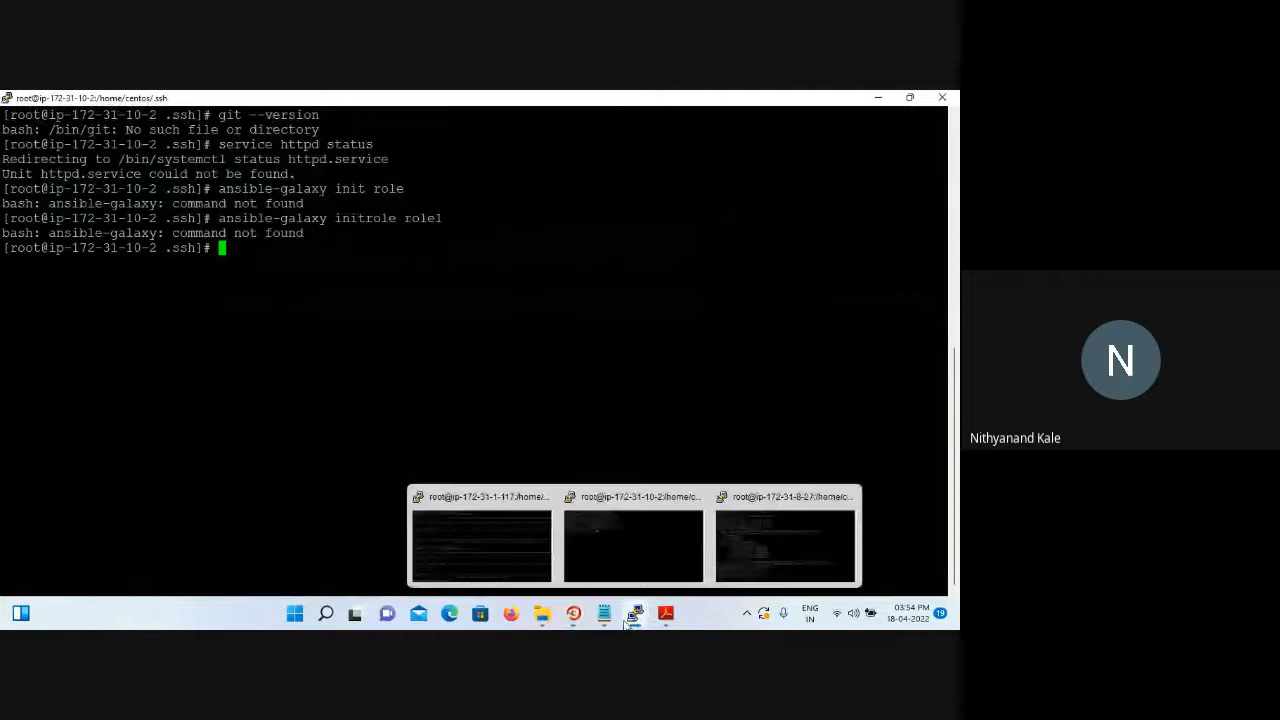 root@ip-172-31-10-2:/home/centos/.ssh
[root@ip-172-31-10-2 .ssh]# git --version
bash: /bin/git: No such file or directory
[root@ip-172-31-10-2 .ssh]# service httpd status
Redirecting to /bin/systemctl status httpd.service
Unit httpd.service could not be found.
[root@ip-172-31-10-2 .ssh]# ansible-galaxy init role
bash: ansible-galaxy: command not found
[root@ip-172-31-10-2 .ssh]# ansible-galaxy initrole role1
bash: ansible-galaxy: command not found
[root@ip-172-31-10-2 .ssh]#
N
Nithyanand Kale
root@ip-172-31-1-117:/home/...
root@ip-172-31-10-2:/home/c...
root@ip-172-31-8-27:/home/c...
ENG
IN
03:54 PM
18-04-2022
19